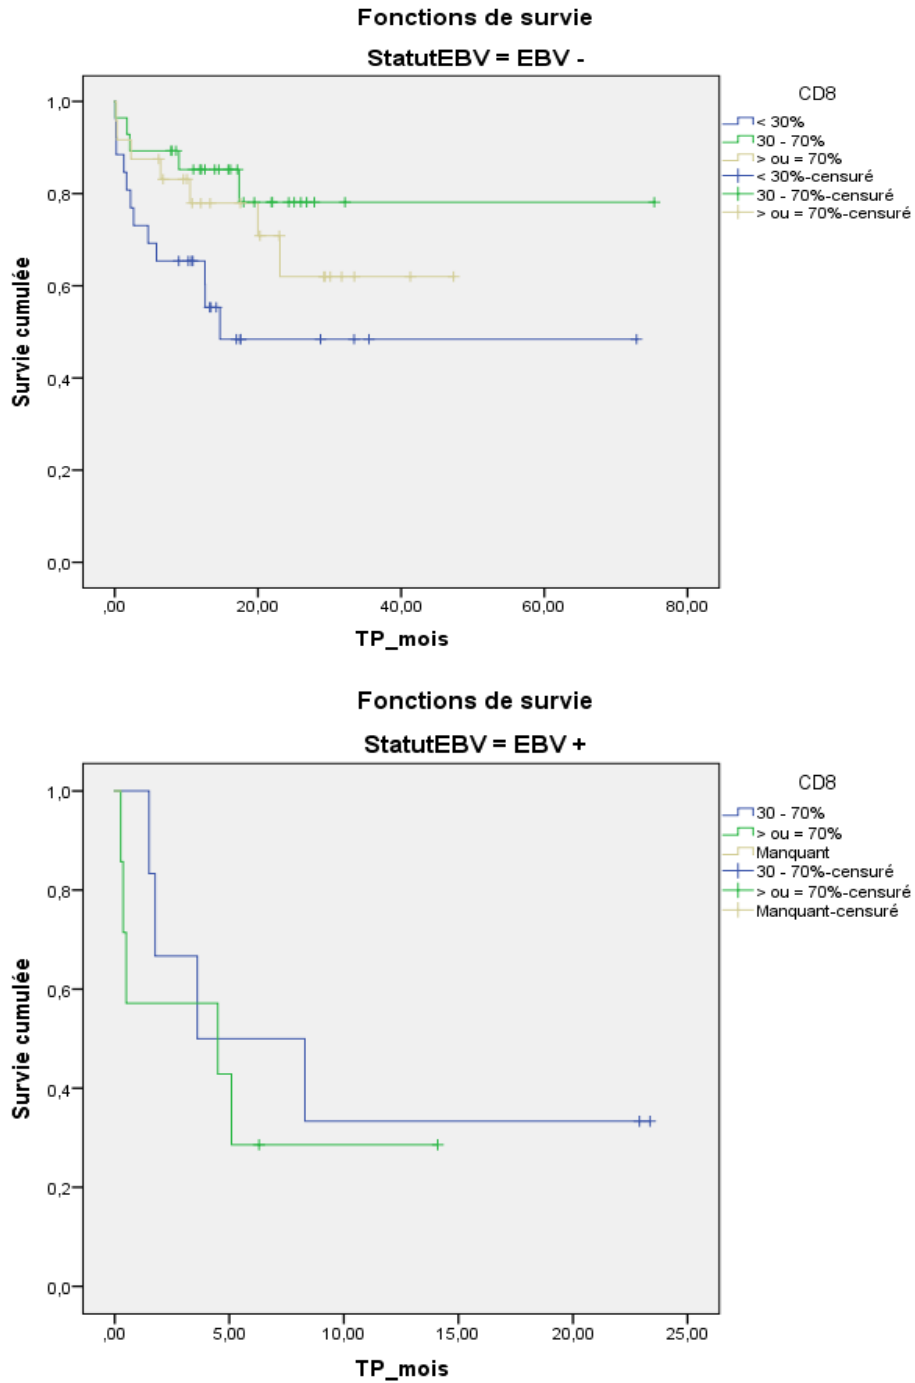 Fonctions de survie
StatutEBV = EBV -
CD8
< 30%
30 - 70%
> ou = 70%
< 30%-censuré
30 - 70%-censuré
> ou = 70%-censuré
Survie cumulée
1,0
0,8
0,6
0,4
0,2
0,0
,00 20,00 40,00 60,00 80,00
TP_mois
Fonctions de survie
StatutEBV = EBV +
CD8
30 - 70%
> ou = 70%
Manquant
30 - 70%-censuré
> ou = 70%-censuré
Manquant-censuré
Survie cumulée
1,0
0,8
0,6
0,4
0,2
0,0
,00 5,00 10,00 15,00 20,00 25,00
TP_mois